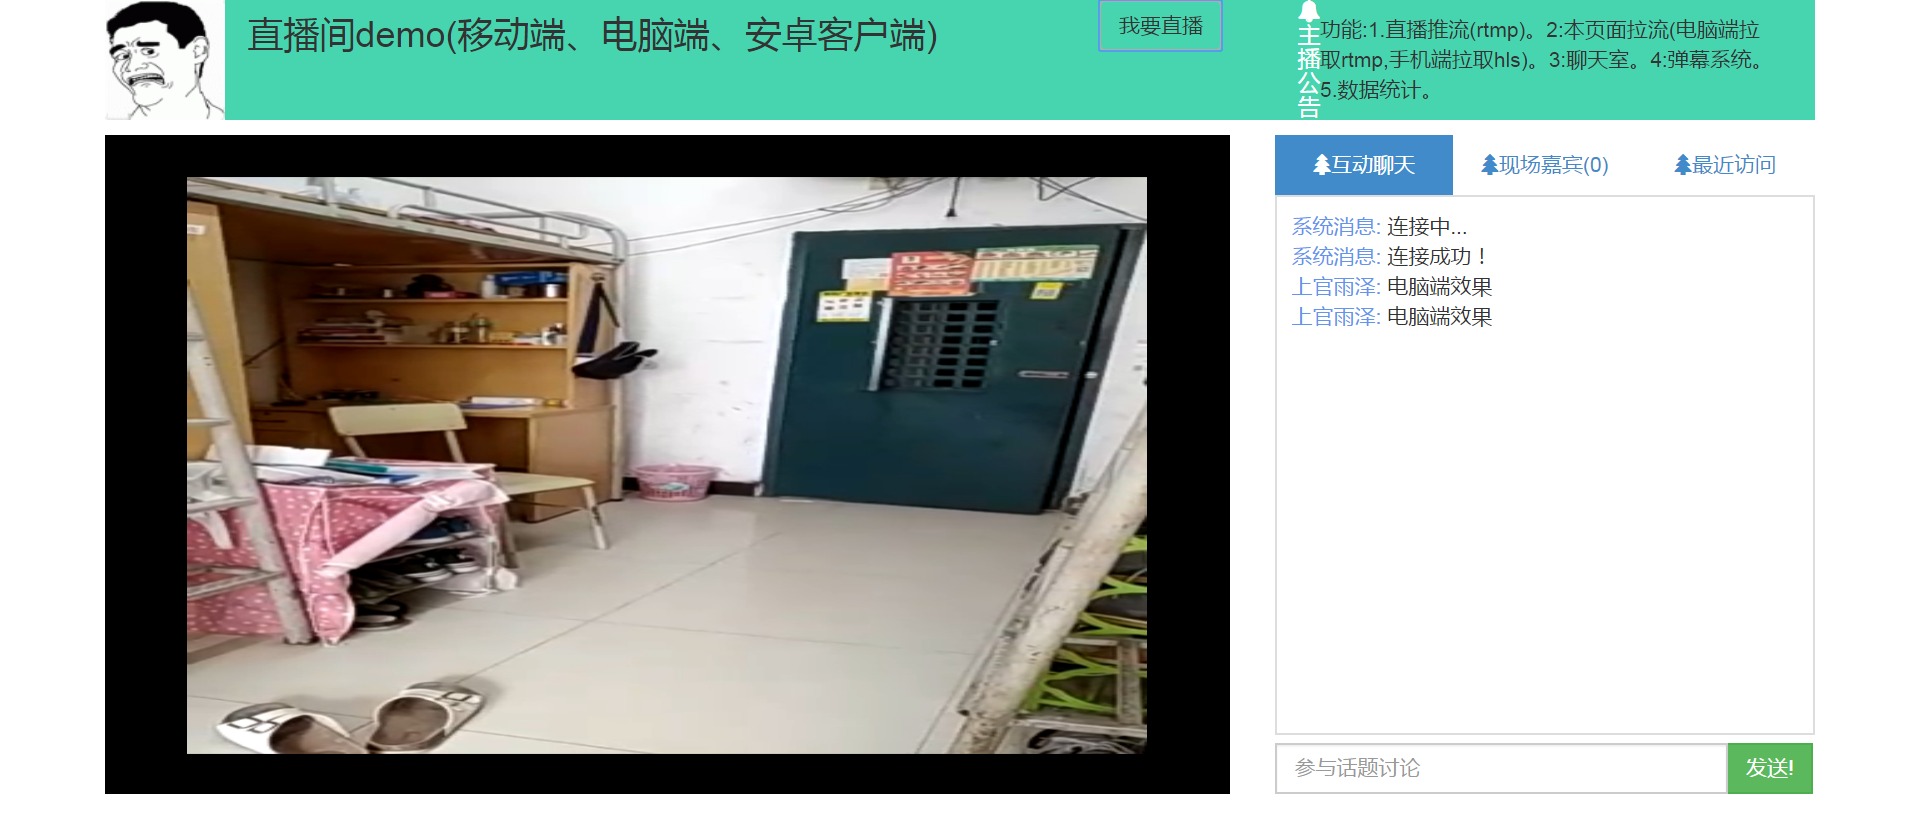 直播间demo(移动端、电脑端、安卓客户端)
我要直播
主播公告
功能:1.直播推流(rtmp)。2:本页面拉流(电脑端拉
取rtmp,手机端拉取hls)。3:聊天室。4:弹幕系统。
5.数据统计。
互动聊天
现场嘉宾(0)
最近访问
系统消息: 连接中...
系统消息: 连接成功！
上官雨泽: 电脑端效果
上官雨泽: 电脑端效果
参与话题讨论
发送!